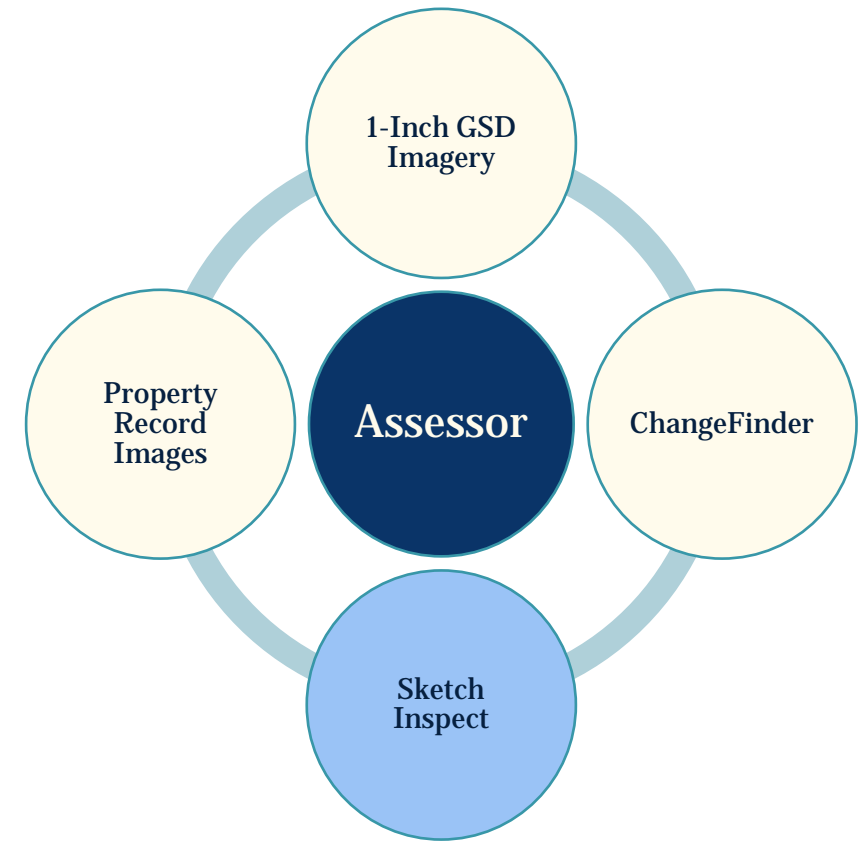 1-Inch GSD
Imagery
Property
Record
Images
Assessor
ChangeFinder
Sketch
Inspect